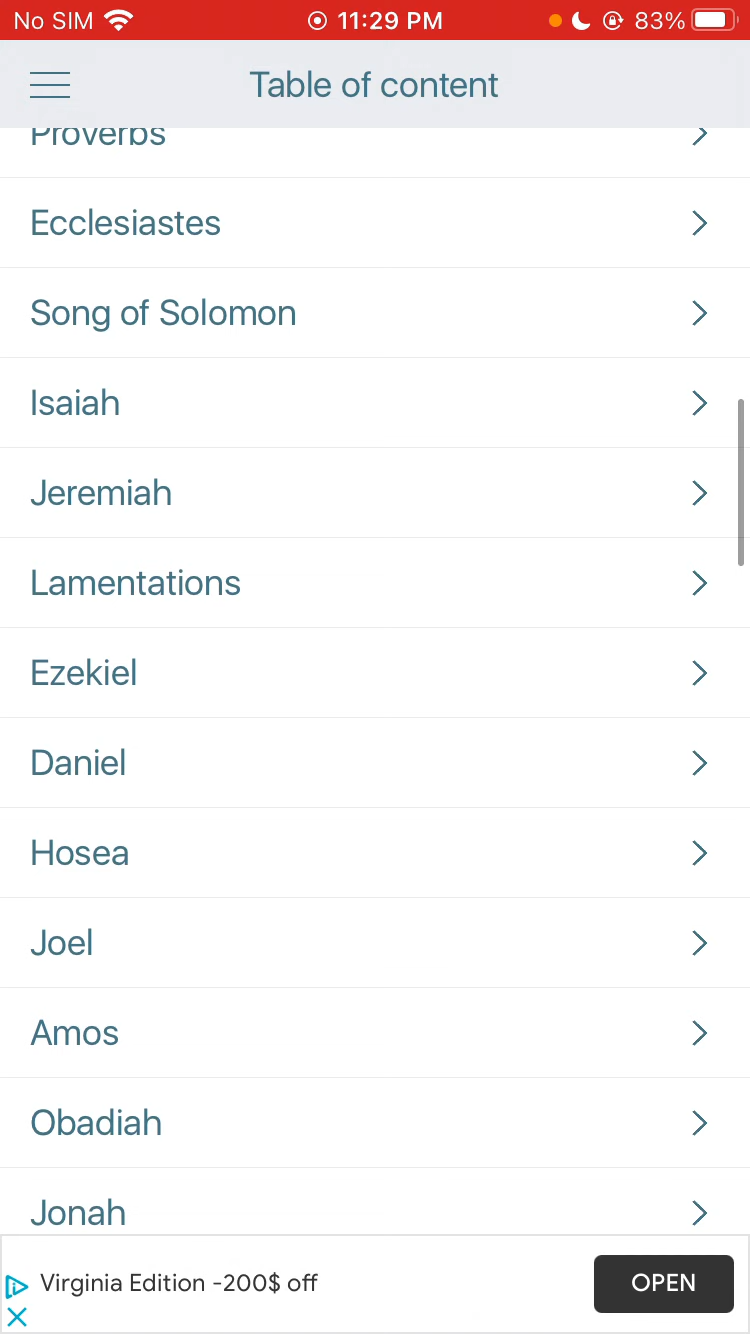 No SIM 11:29 PM 83%
Table of content
Proverbs
Ecclesiastes
Song of Solomon
Isaiah
Jeremiah
Lamentations
Ezekiel
Daniel
Hosea
Joel
Amos
Obadiah
Jonah
Virginia Edition -200$ off OPEN